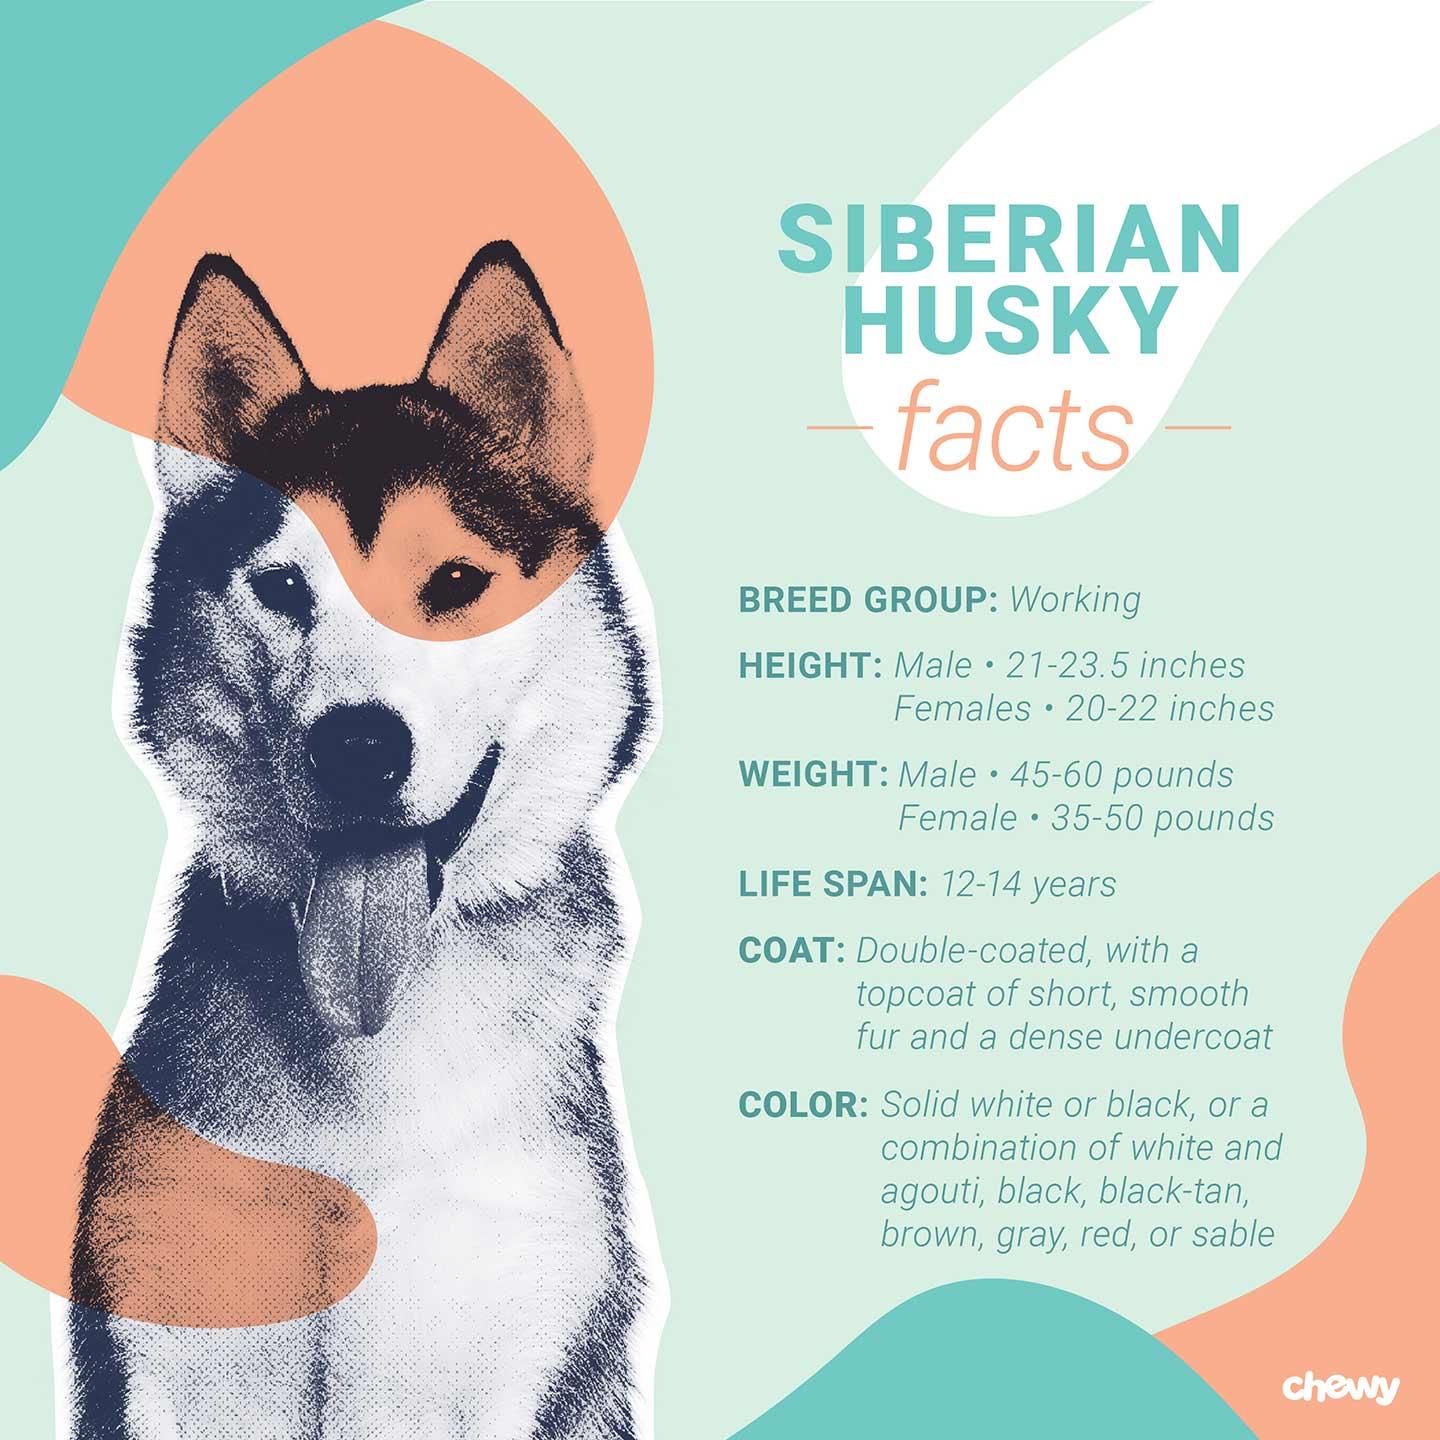 SIBERIAN
HUSKY
facts
BREED GROUP: Working
HEIGHT: Male • 21-23.5 inches
Females • 20-22 inches
WEIGHT: Male • 45-60 pounds
Female • 35-50 pounds
LIFE SPAN: 12-14 years
COAT: Double-coated, with a
topcoat of short, smooth
fur and a dense undercoat
COLOR: Solid white or black, or a
combination of white and
agouti, black, black-tan,
brown, gray, red, or sable
chewy